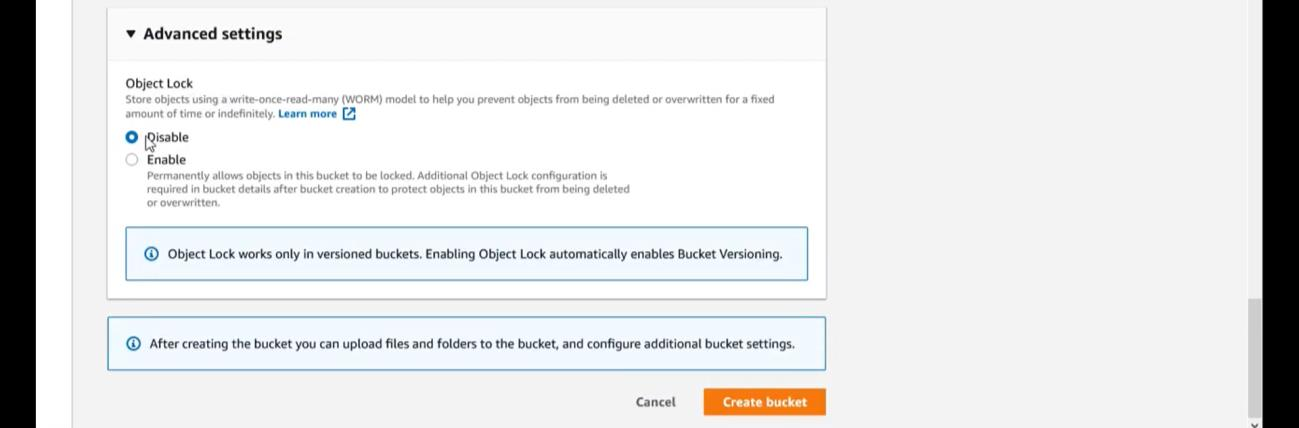 Advanced settings
Object Lock
Store objects using a write-once-read-many (WORM) model to help you prevent objects from being deleted or overwritten for a fixed
amount of time or indefinitely. Learn more
Disable
Enable
Permanently allows objects in this bucket to be locked. Additional Object Lock configuration is
required in bucket details after bucket creation to protect objects in this bucket from being deleted
or overwritten.
Object Lock works only in versioned buckets. Enabling Object Lock automatically enables Bucket Versioning.
After creating the bucket you can upload files and folders to the bucket, and configure additional bucket settings.
Cancel Create bucket